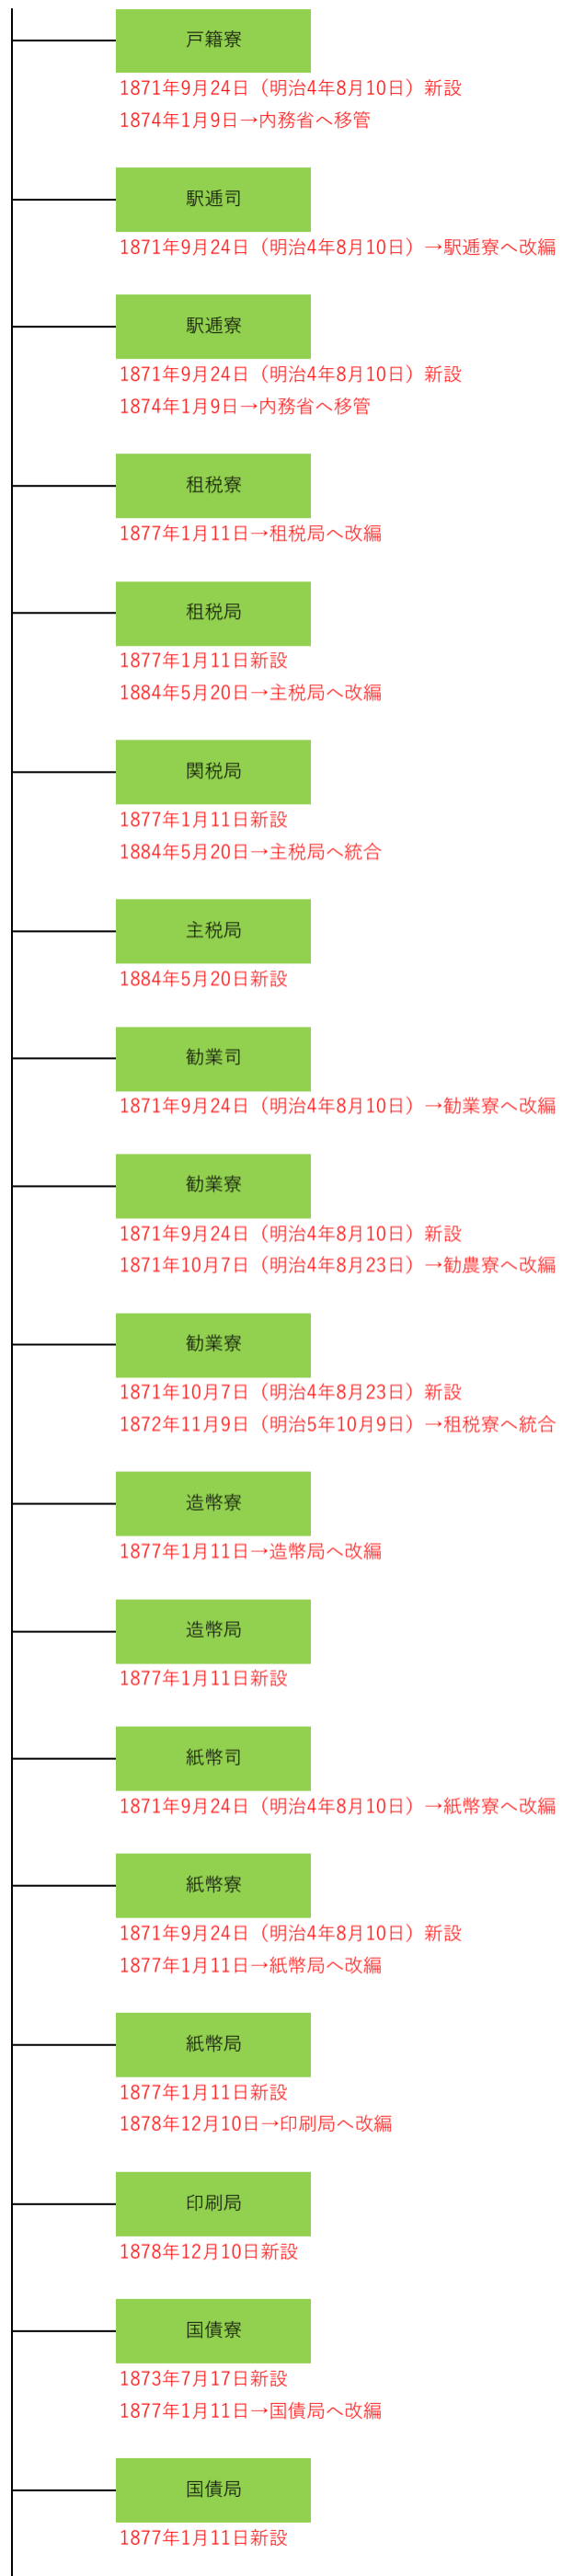 戸籍寮
1871年9月24日（明治4年8月10日）新設
1874年1月9日→内務省へ移管
駅逓司
1871年9月24日（明治4年8月10日）→駅逓寮へ改編
駅逓寮
1871年9月24日（明治4年8月10日）新設
1874年1月9日→内務省へ移管
租税寮
1877年1月11日→租税局へ改編
租税局
1877年1月11日新設
1884年5月20日→主税局へ改編
関税局
1877年1月11日新設
1884年5月20日→主税局へ統合
主税局
1884年5月20日新設
勧業司
1871年9月24日（明治4年8月10日）→勧業寮へ改編
勧業寮
1871年9月24日（明治4年8月10日）新設
1871年10月7日（明治4年8月23日）→勧農寮へ改編
勧業寮
1871年10月7日（明治4年8月23日）新設
1872年11月9日（明治5年10月9日）→租税寮へ統合
造幣寮
1877年1月11日→造幣局へ改編
造幣局
1877年1月11日新設
紙幣司
1871年9月24日（明治4年8月10日）→紙幣寮へ改編
紙幣寮
1871年9月24日（明治4年8月10日）新設
1877年1月11日→紙幣局へ改編
紙幣局
1877年1月11日新設
1878年12月10日→印刷局へ改編
印刷局
1878年12月10日新設
国債寮
1873年7月17日新設
1877年1月11日→国債局へ改編
国債局
1877年1月11日新設